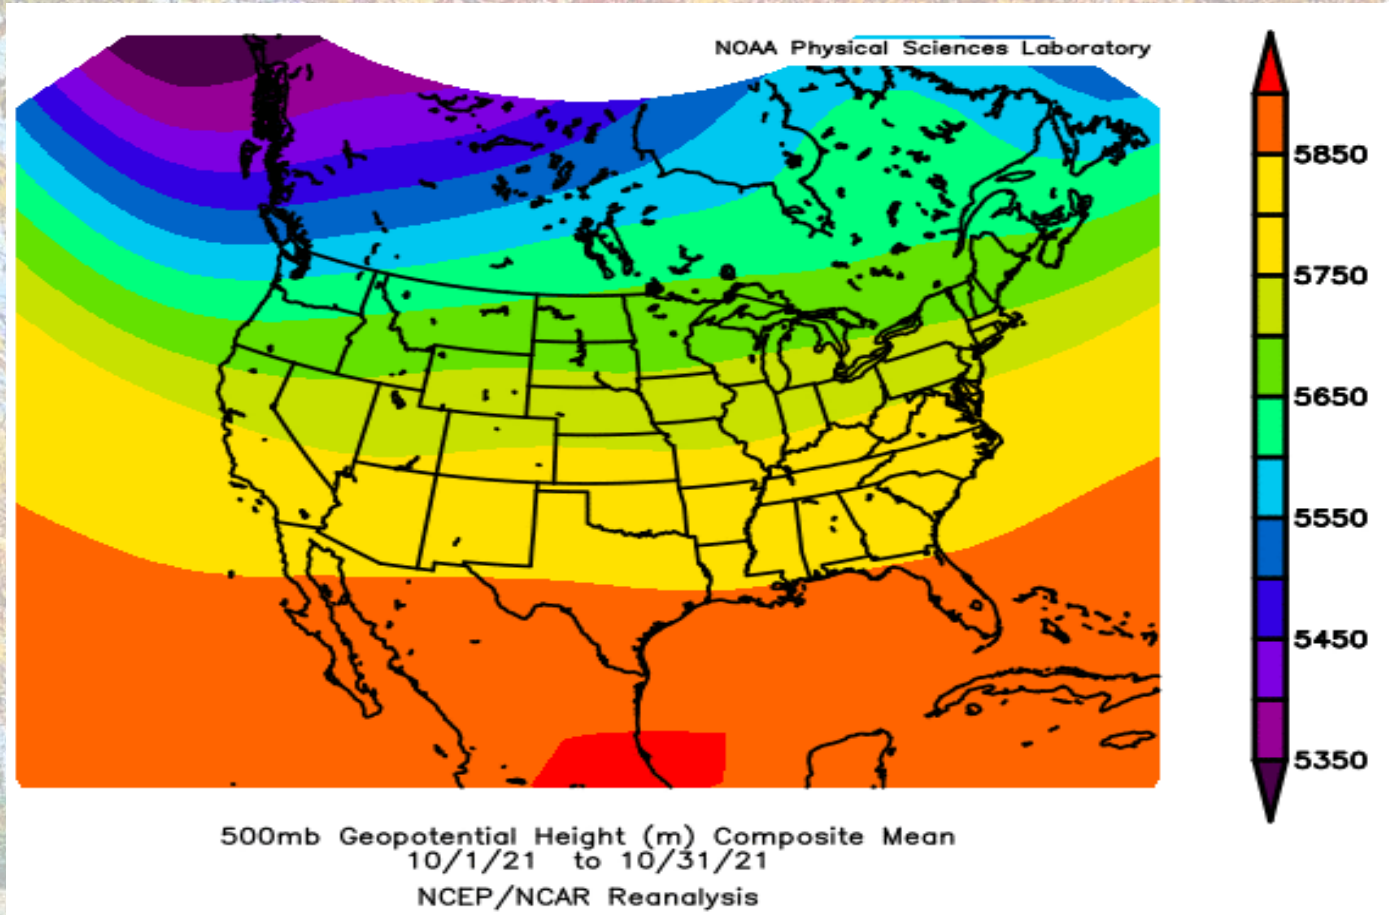 NOAA Physical Sciences Laboratory
5850
5750
5650
5550
5450
5350
500mb Geopotential Height (m) Composite Mean
10/1/21 to 10/31/21
NCEP/NCAR Reanalysis